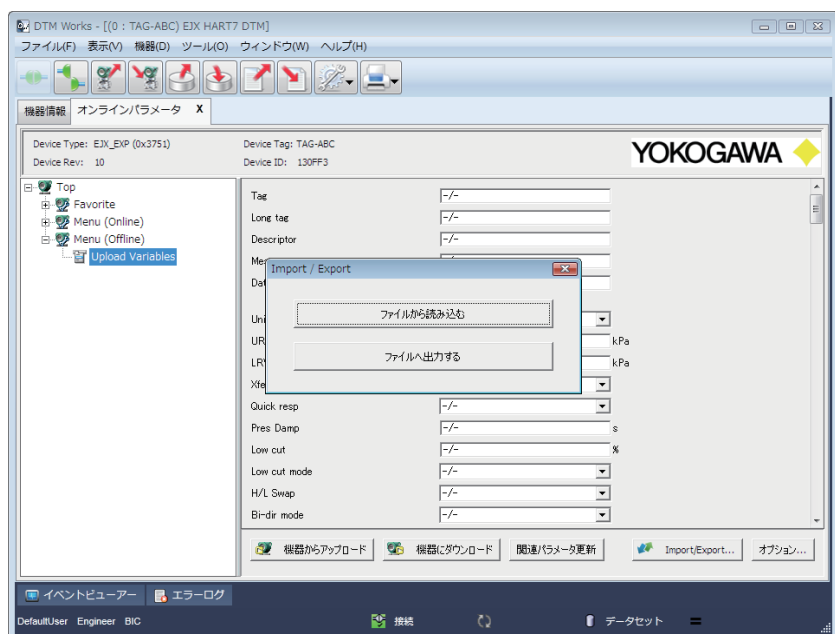 DTM Works - [(0 : TAG-ABC) EJX HART7 DTM]
ファイル(F) 表示(V) 機器(D) ツール(O) ウィンドウ(W) ヘルプ(H)
機器情報 オンラインパラメータ X
Device Type: EJX_EXP (0x3751) Device Tag: TAG-ABC
Device Rev: 10 Device ID: 130FF3
YOKOGAWA
Top
Favorite
Menu (Online)
Menu (Offline)
Upload Variables
Tag -/-
Long tag -/-
Descriptor -/-
Import / Export
ファイルから読み込む
ファイルへ出力する
kPa
kPa
Quick resp -/-
Pres Damp -/- s
Low cut -/- %
Low cut mode -/-
H/L Swap -/-
Bi-dir mode -/-
機器からアップロード 機器にダウンロード 関連パラメータ更新 Import/Export... オプション...
イベントビューアー エラーログ
DefaultUser Engineer BIC 接続 データセット